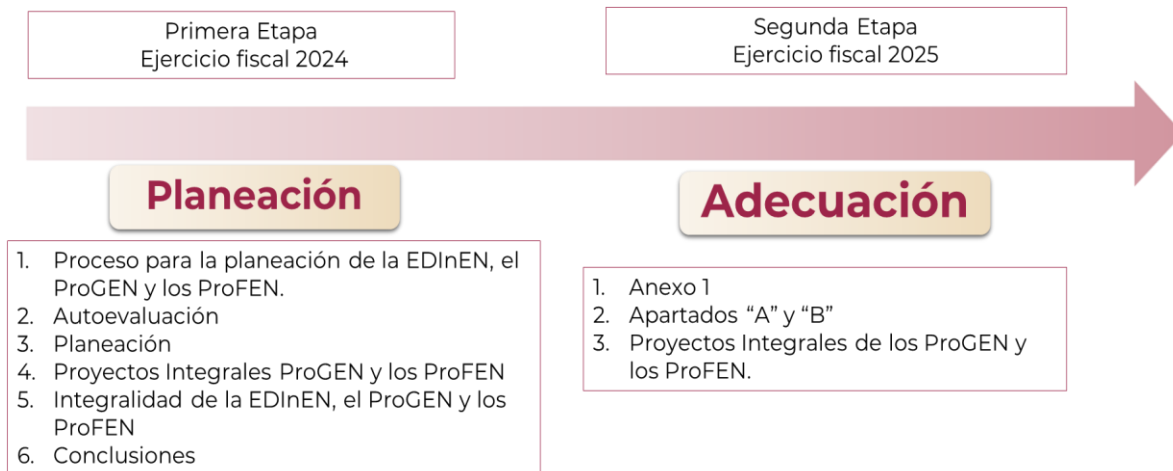 Primera Etapa
Ejercicio fiscal 2024
Segunda Etapa
Ejercicio fiscal 2025
Planeación
Adecuación
1. Proceso para la planeación de la EDInEN, el
ProGEN y los ProFEN.
2. Autoevaluación
3. Planeación
4. Proyectos Integrales ProGEN y los ProFEN
5. Integralidad de la EDInEN, el ProGEN y los
ProFEN
6. Conclusiones
1. Anexo 1
2. Apartados “A” y “B”
3. Proyectos Integrales de los ProGEN y
los ProFEN.